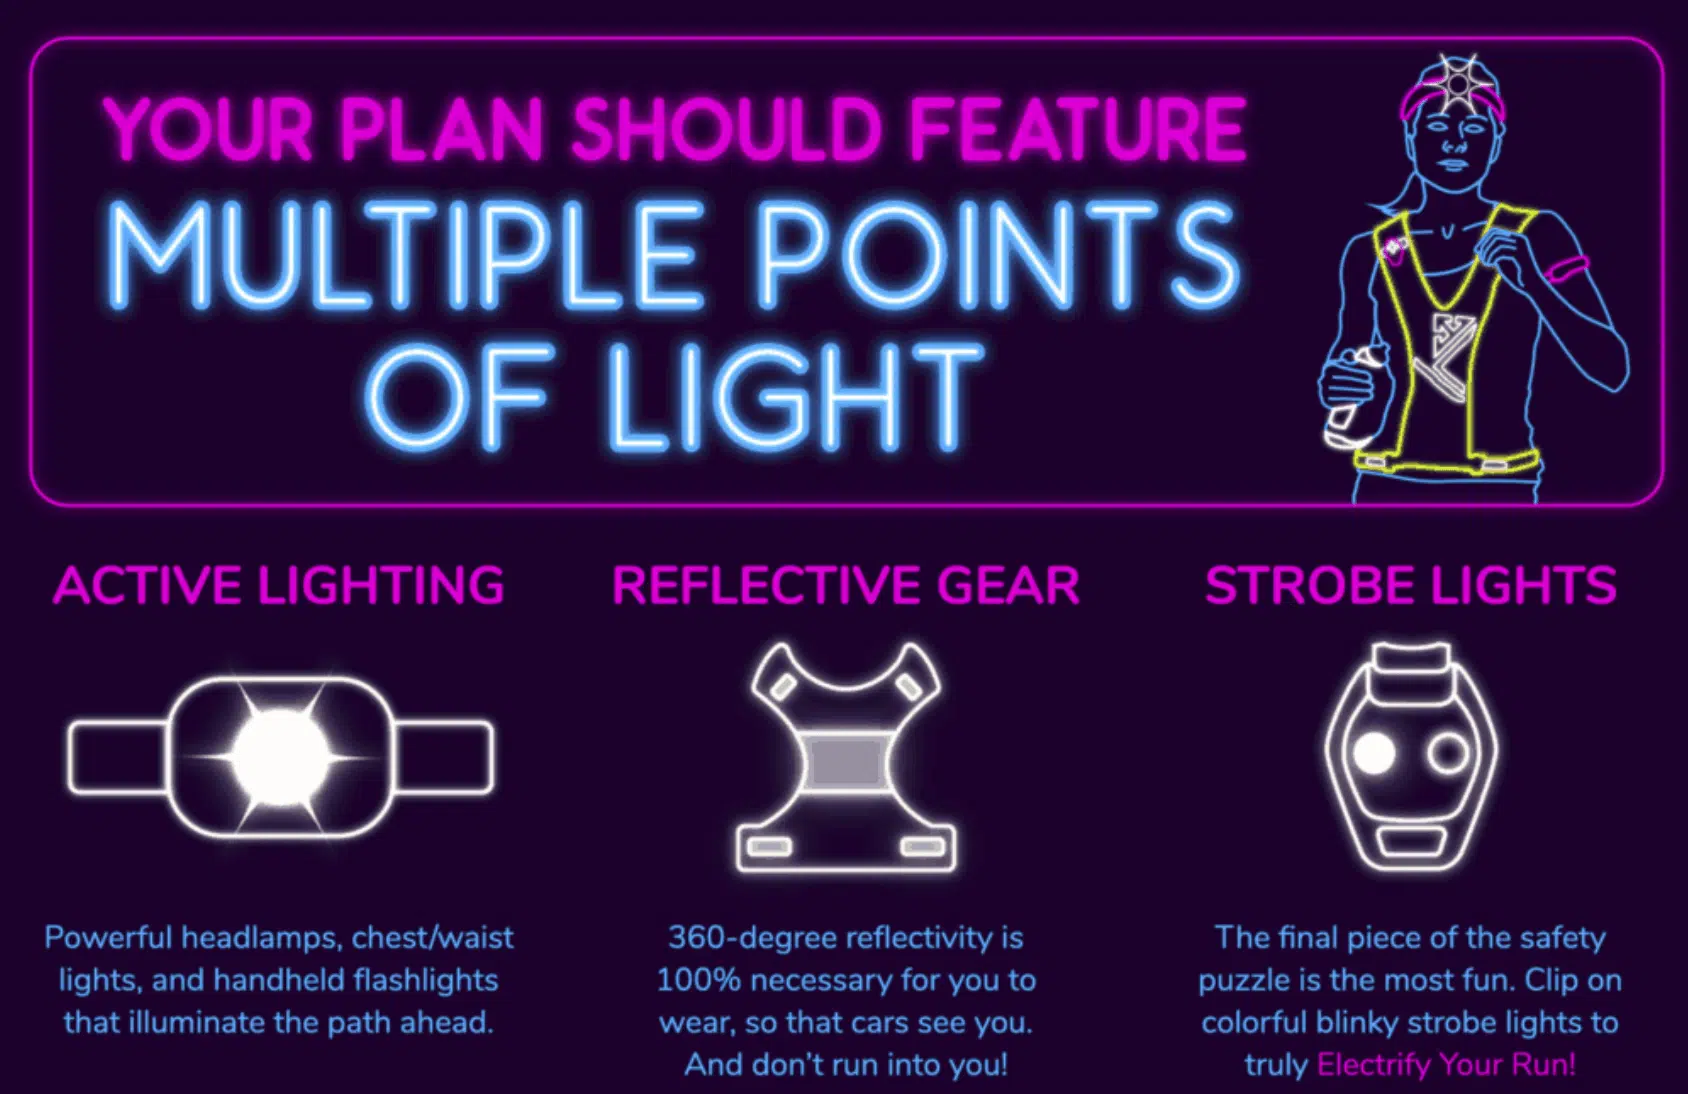 YOUR PLAN SHOULD FEATURE
MULTIPLE POINTS
OF LIGHT
ACTIVE LIGHTING
Powerful headlamps, chest/waist
lights, and handheld flashlights
that illuminate the path ahead.
REFLECTIVE GEAR
360-degree reflectivity is
100% necessary for you to
wear, so that cars see you.
And don't run into you!
STROBE LIGHTS
The final piece of the safety
puzzle is the most fun. Clip on
colorful blinky strobe lights to
truly Electrify Your Run!